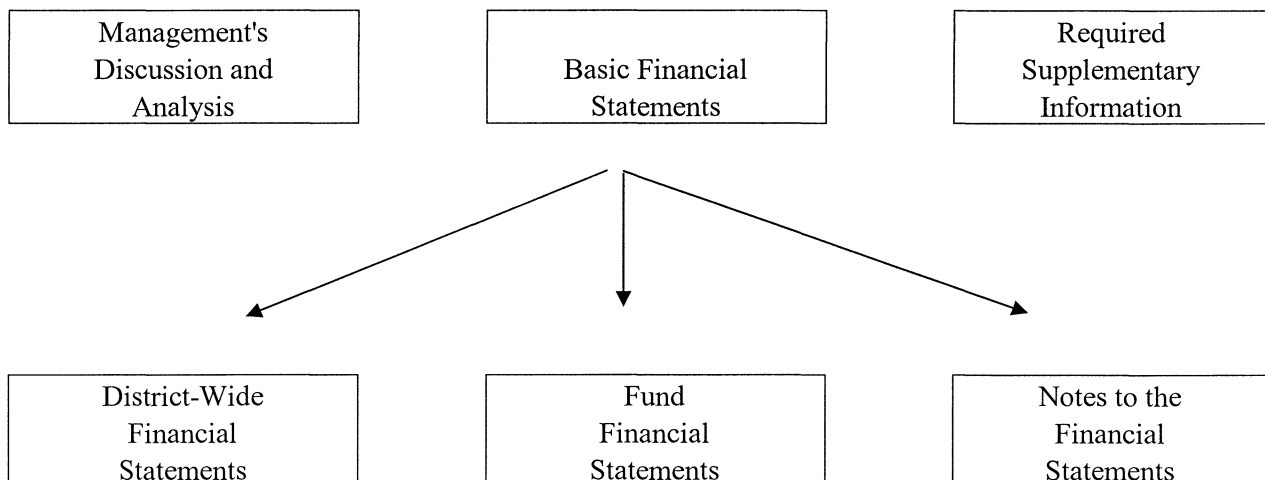 Management's
Discussion and
Analysis
Basic Financial
Statements
Required
Supplementary
Information
District-Wide
Financial
Statements
Fund
Financial
Statements
Notes to the
Financial
Statements